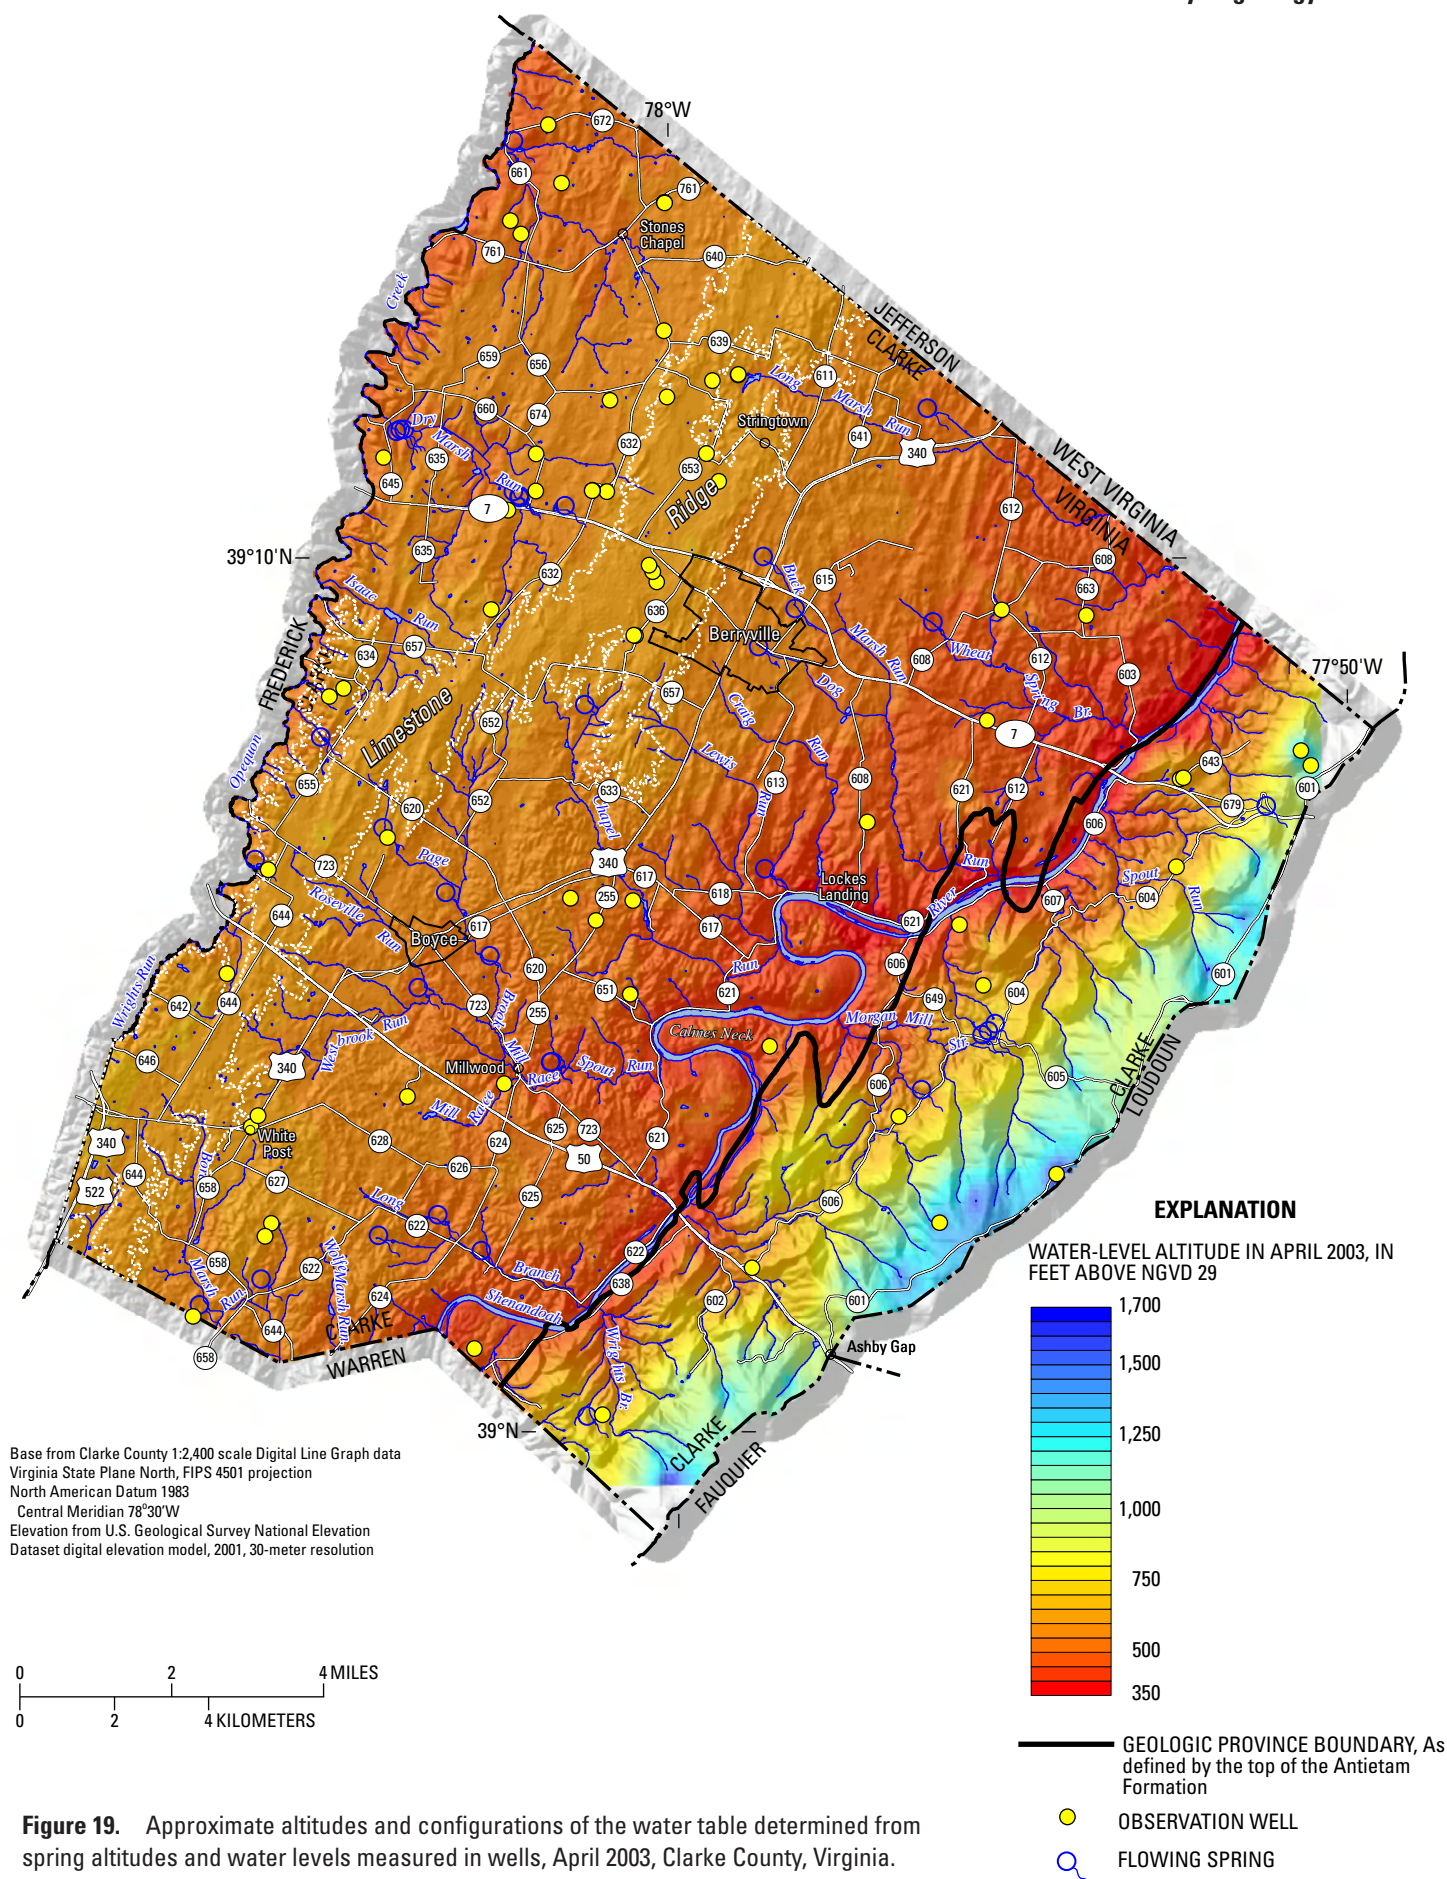 672
78°W
661
761
Stones
Chapel
761
640
Creek
JEFFERSON
CLARKE
659
656
639
611
Long
Marsh
Run
660
674
Dry
Marsh
Run
Stringtown
632
641
340
635
653
645
7
Ridge
612
WEST VIRGINIA
VIRGINIA
39°10'N
635
632
Buck
615
608
663
Isaac
Run
636
Berryville
Marsh Run
FREDERICK
634
657
608
Wheat
612
Spring
Br.
603
77°50'W
Limestone
657
Craig
Dog
Run
652
7
Opequon
Lewis
Run
643
655
652
633
613
608
621
612
601
620
Chapel
679
606
Page
340
Run
723
617
Lockes
Landing
Spout
Run
Roseville
Run
255
618
604
644
617
607
Boyce
617
621
River
620
Run
606
601
Wrights Run
651
621
642
644
723
Brook
255
649
604
West brook
Run
Calmes Neck
Morgan
Mill
Str.
646
340
Millwood
Mill
Race
Spout
Run
605
CLARKE
LOUDOUN
606
Mill
Race
White
Post
340
628
624
625
723
621
644
626
50
522
658
627
625
606
Long
622
EXPLANATION
658
622
622
WATER-LEVEL ALTITUDE IN APRIL 2003, IN
FEET ABOVE NGVD 29
Marsh
Run
Marsh Run
Branch
638
624
Shenandoah
602
601
1,700
644
CLARKE
Wrights
Br.
Ashby Gap
658
WARREN
1,500
39°N
1,250
CLARKE
FAUQUIER
Base from Clarke County 1:2,400 scale Digital Line Graph data
Virginia State Plane North, FIPS 4501 projection
North American Datum 1983
Central Meridian 78°30'W
Elevation from U.S. Geological Survey National Elevation
Dataset digital elevation model, 2001, 30-meter resolution
1,000
750
500
350
0 2 4 MILES
0 2 4 KILOMETERS
GEOLOGIC PROVINCE BOUNDARY, As
defined by the top of the Antietam
Formation
OBSERVATION WELL
FLOWING SPRING
Figure 19. Approximate altitudes and configurations of the water table determined from
spring altitudes and water levels measured in wells, April 2003, Clarke County, Virginia.